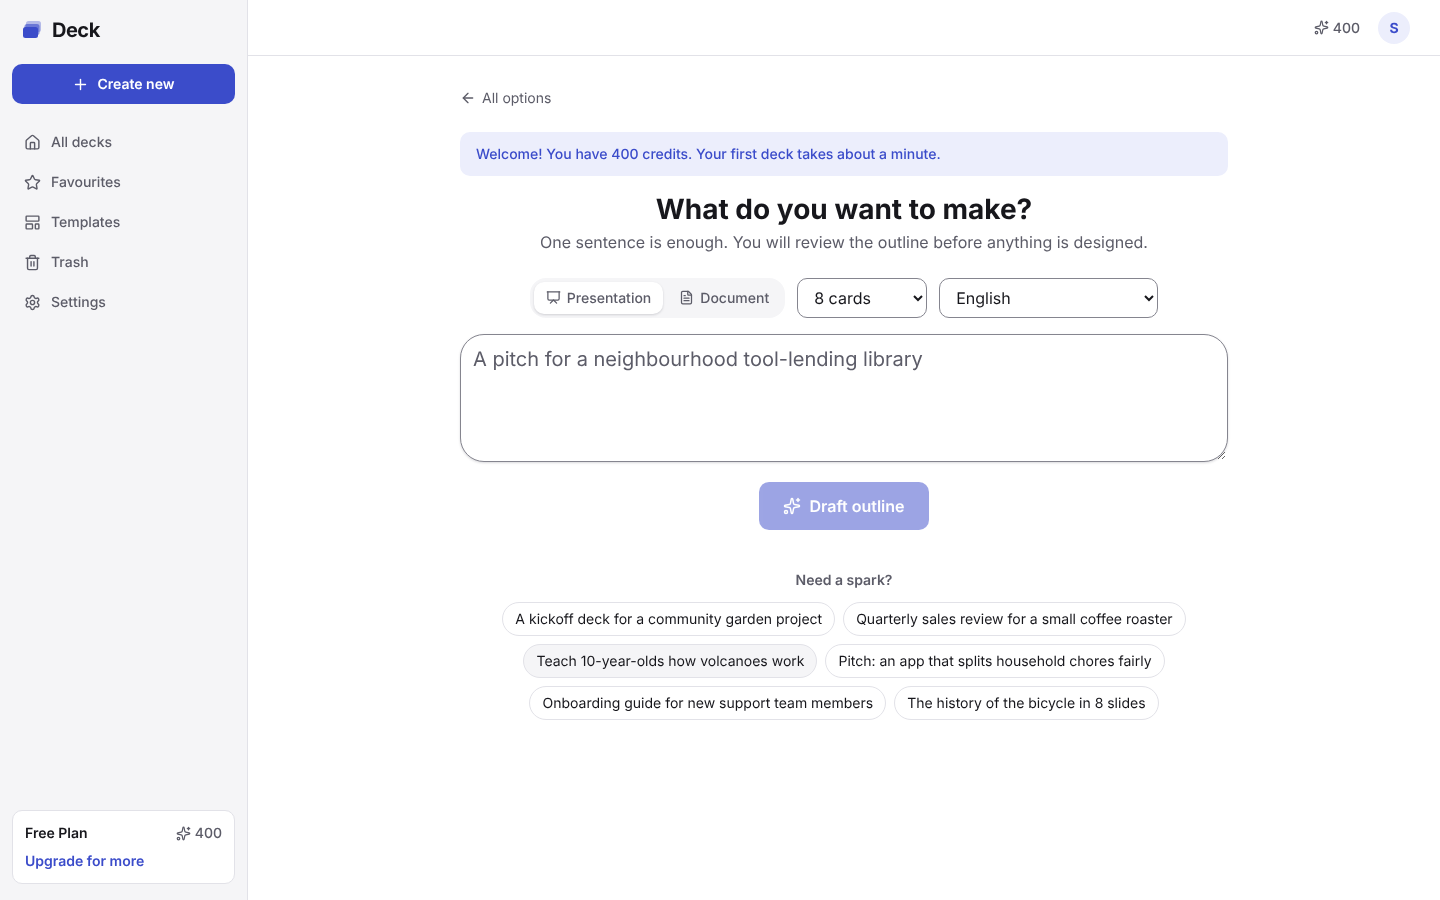 Deck
400
S
Create new
All decks
Favourites
Templates
Trash
Settings
All options
Welcome! You have 400 credits. Your first deck takes about a minute.
What do you want to make?
One sentence is enough. You will review the outline before anything is designed.
Presentation Document 8 cards English
A pitch for a neighbourhood tool-lending library
Draft outline
Need a spark?
A kickoff deck for a community garden project Quarterly sales review for a small coffee roaster
Teach 10-year-olds how volcanoes work Pitch: an app that splits household chores fairly
Onboarding guide for new support team members The history of the bicycle in 8 slides
Free Plan 400
Upgrade for more